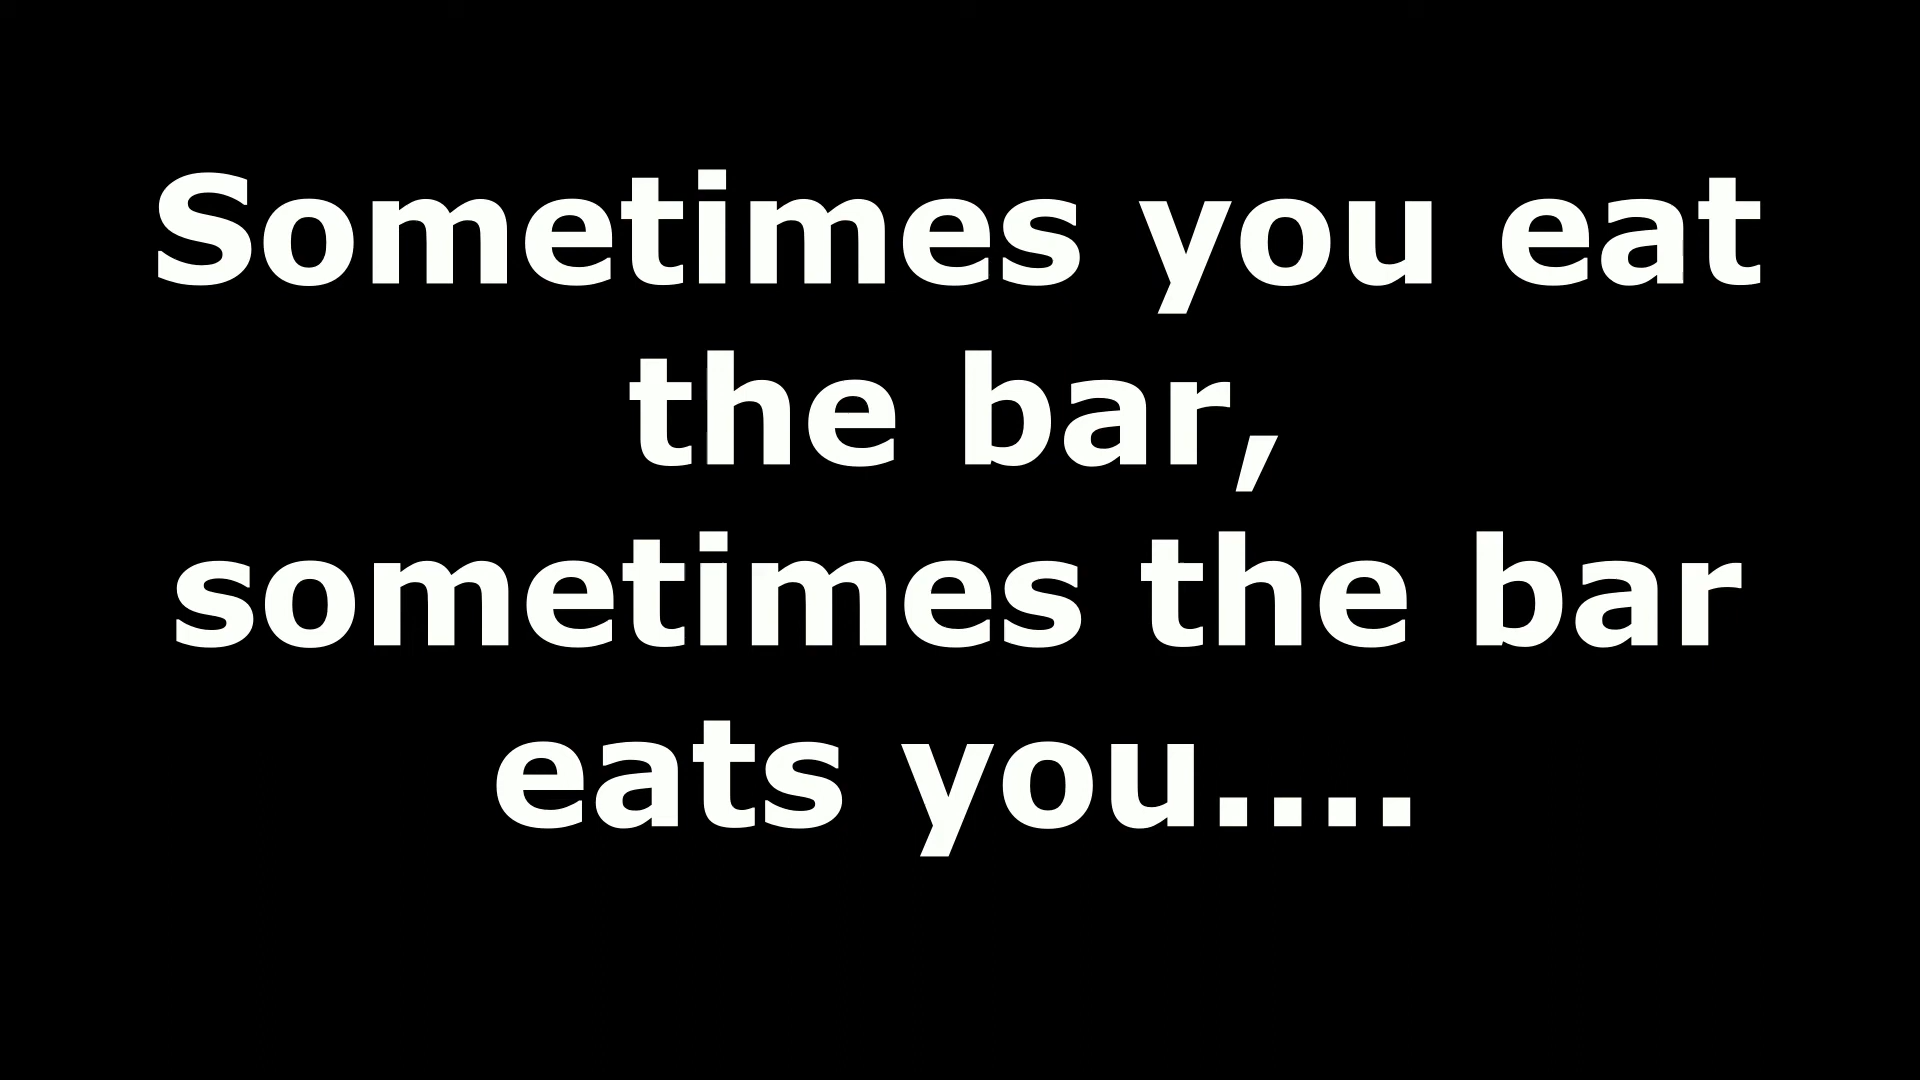 Sometimes you eat
the bar,
sometimes the bar
eats you....